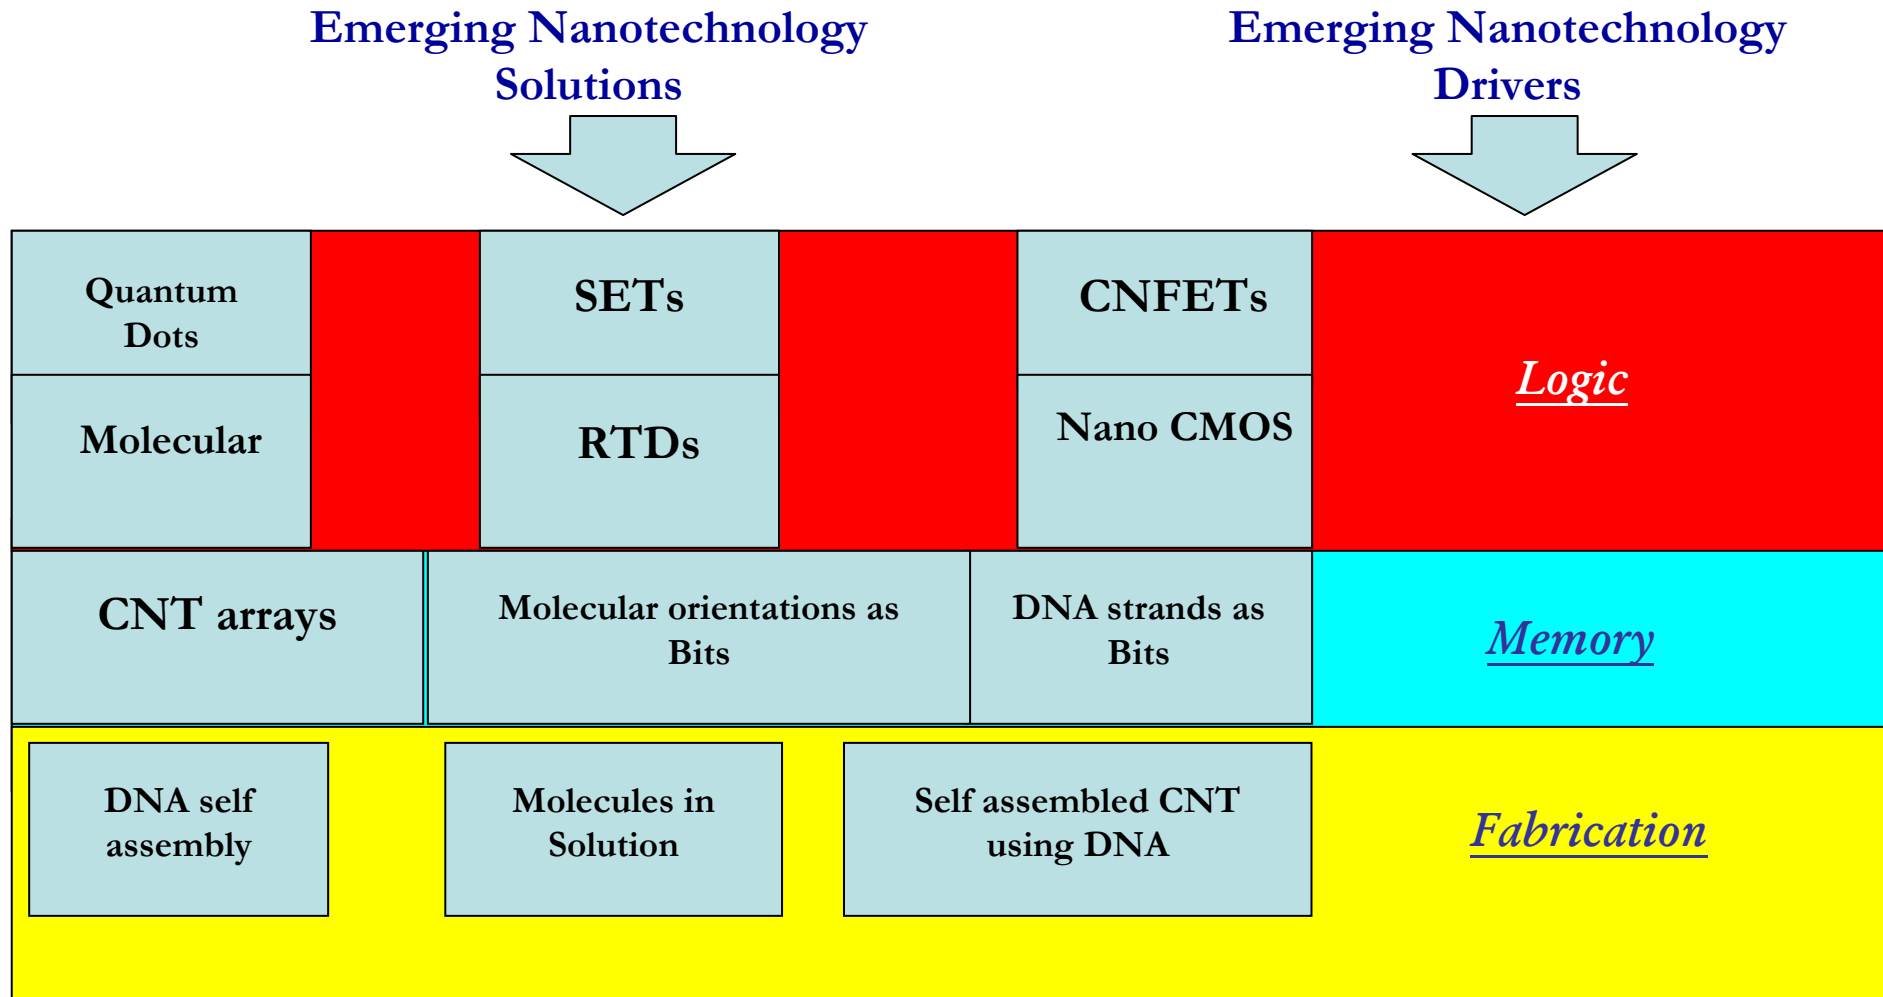 Emerging Nanotechnology
Solutions
Emerging Nanotechnology
Drivers
Quantum
Dots
SETs
CNFETs
Molecular
RTDs
Nano CMOS
Logic
CNT arrays
Molecular orientations as
Bits
DNA strands as
Bits
Memory
DNA self
assembly
Molecules in
Solution
Self assembled CNT
using DNA
Fabrication